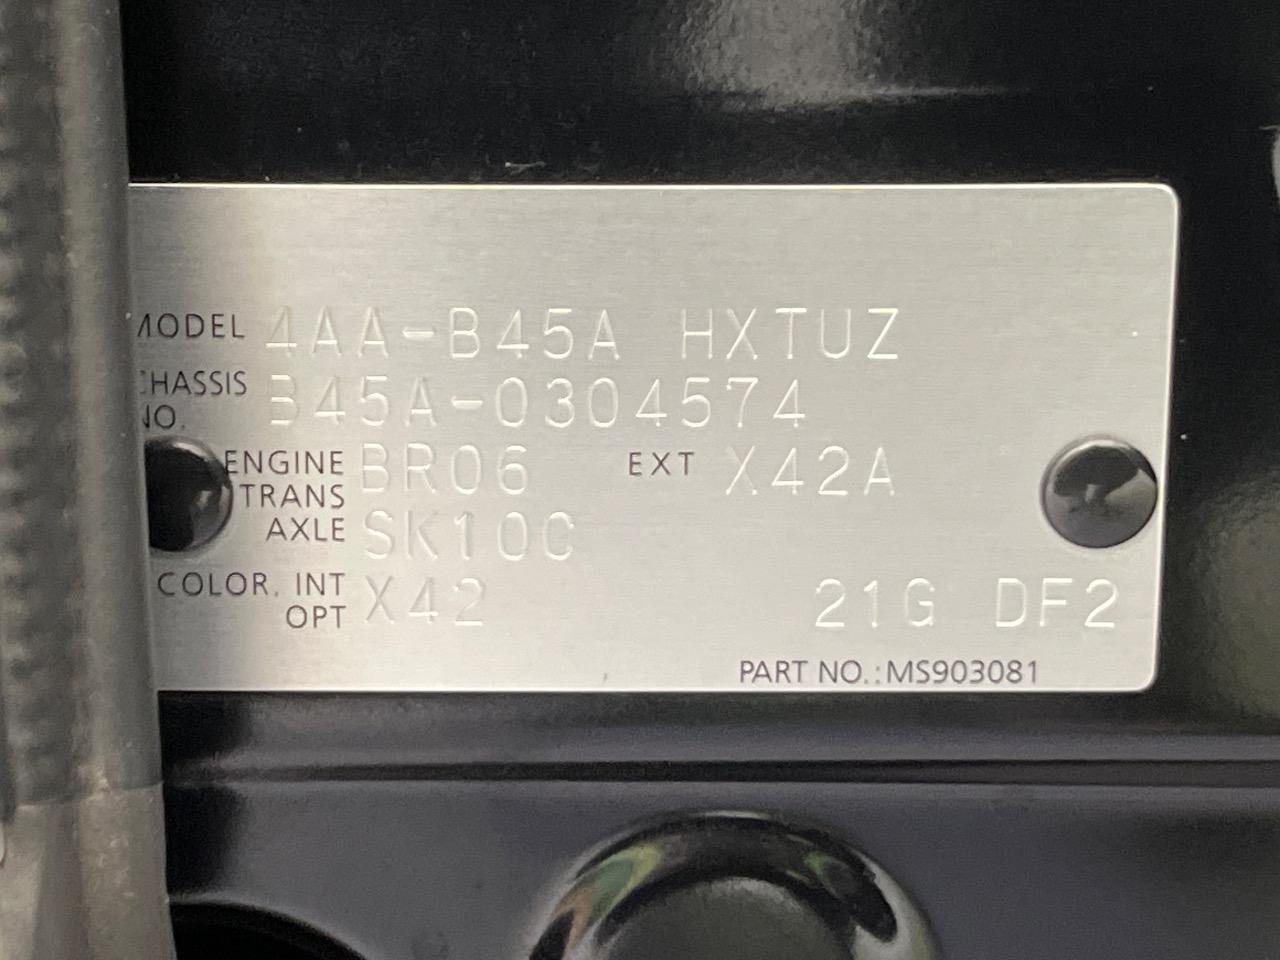 MODEL 4AA-B45A HXTUZ
CHASSIS B45A-0304574
NO.
ENGINE BR06 EXT X42A
TRANS
AXLE SK10C
COLOR, INT X42
OPT 21G DF2
PART NO.:MS903081